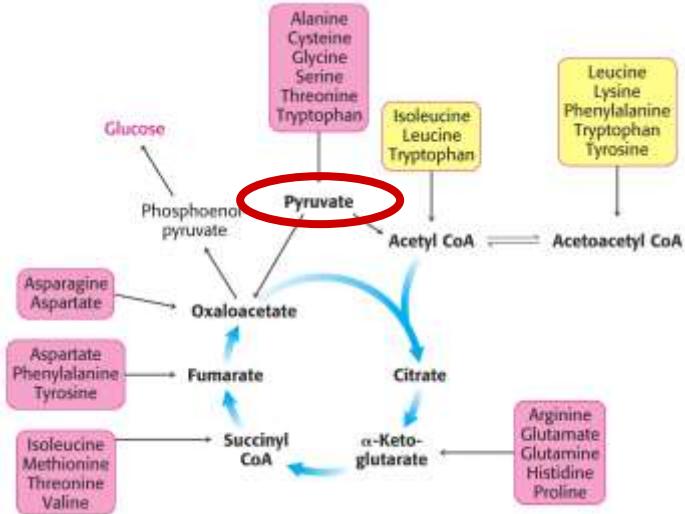 Alanine
Cysteine
Glycine
Serine
Threonine
Tryptophan
Isoleucine
Leucine
Tryptophan
Leucine
Lysine
Phenylalanine
Tryptophan
Tyrosine
Glucose
Phosphoenol
pyruvate
Pyruvate
Acetyl CoA
Acetoacetyl CoA
Asparagine
Aspartate
Oxaloacetate
Aspartate
Phenylalanine
Tyrosine
Fumarate
Citrate
Isoleucine
Methionine
Threonine
Valine
Succinyl
CoA
α-Keto-
glutarate
Arginine
Glutamate
Glutamine
Histidine
Proline